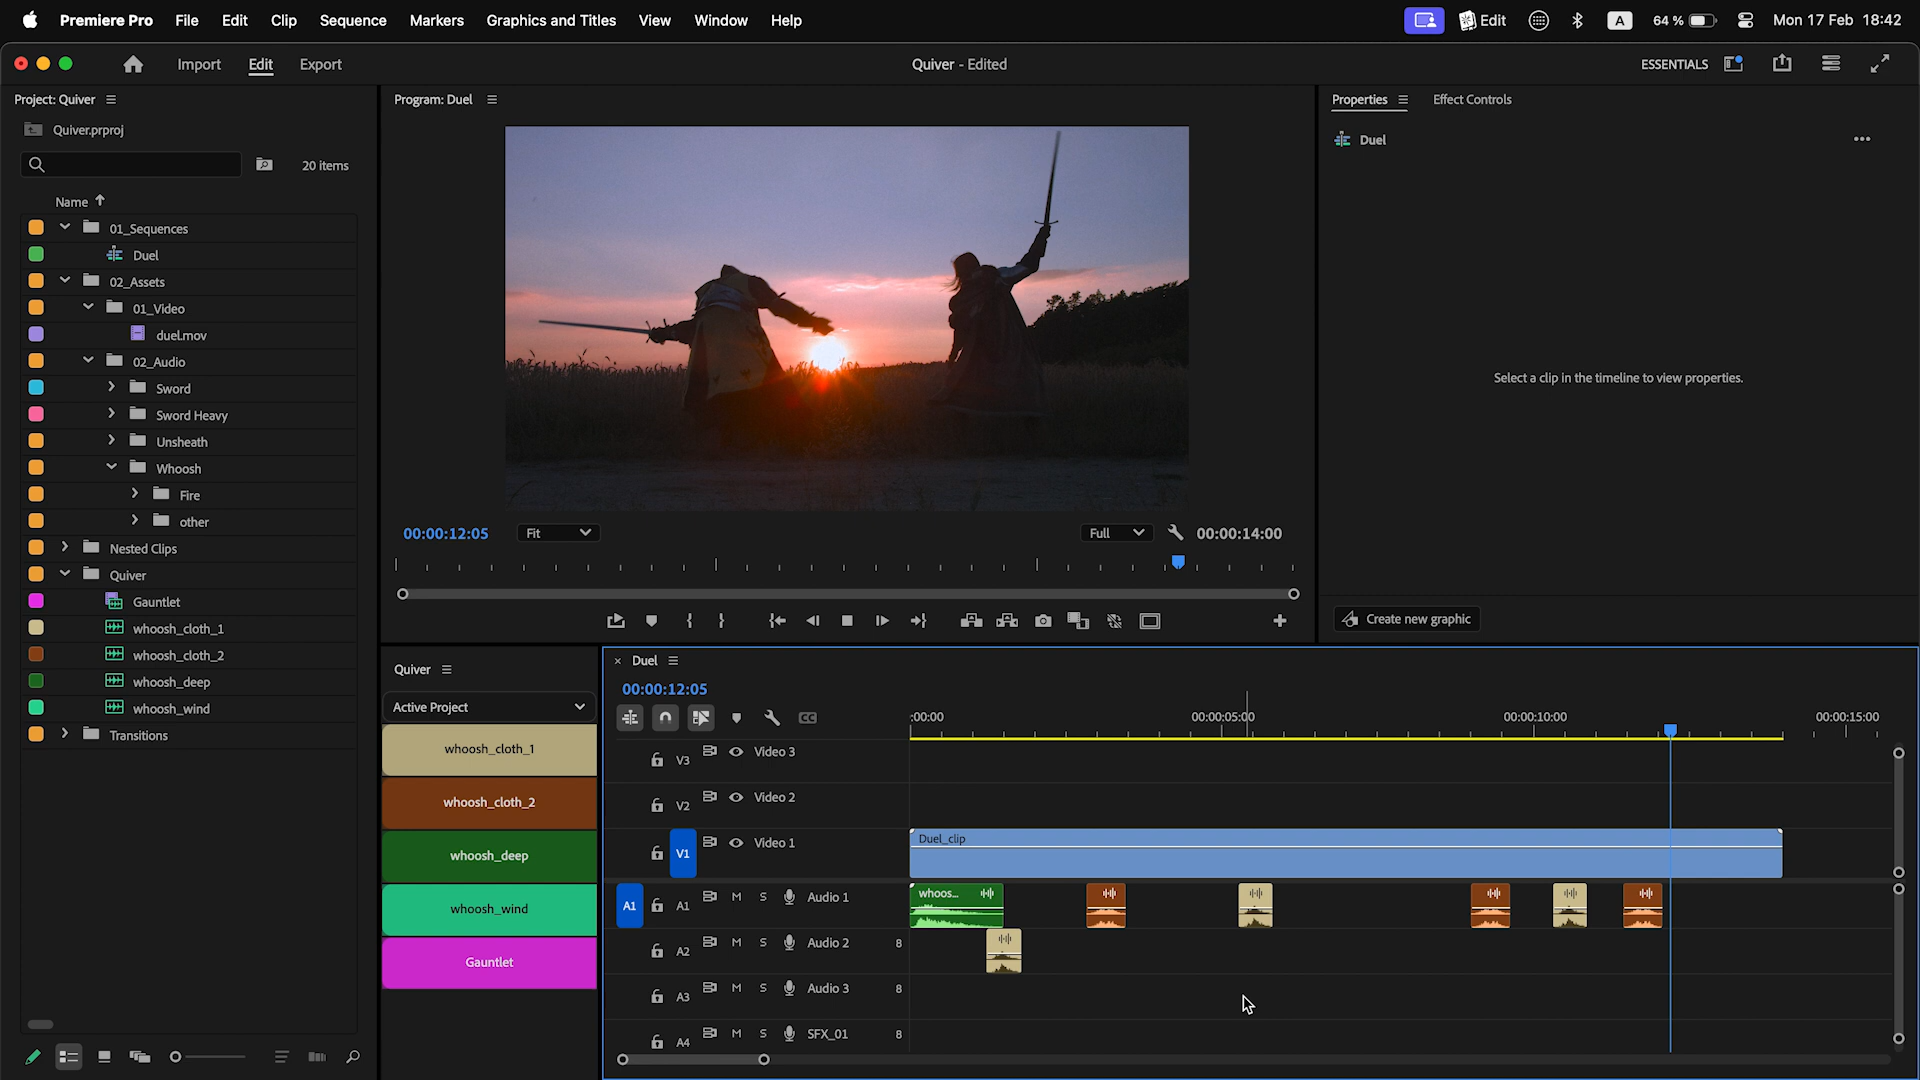 Premiere Pro File Edit Clip Sequence Markers Graphics and Titles View Window Help Edit A 64 % Mon 17 Feb 18:42
Import Edit Export Quiver - Edited ESSENTIALS
Project: Quiver
Quiver.prproj
20 items
Name
01_Sequences
Duel
02_Assets
01_Video
duel.mov
02_Audio
Sword
Sword Heavy
Unsheath
Whoosh
Fire
other
Nested Clips
Quiver
Gauntlet
whoosh_cloth_1
whoosh_cloth_2
whoosh_deep
whoosh_wind
Transitions
Program: Duel
00:00:12:05 Fit Full 00:00:14:00
Properties Effect Controls
Duel
Select a clip in the timeline to view properties.
Create new graphic
Quiver
Active Project
whoosh_cloth_1
whoosh_cloth_2
whoosh_deep
whoosh_wind
Gauntlet
× Duel
00:00:12:05
CC
:00:00 00:00:05:00 00:00:10:00 00:00:15:00
V3 Video 3
V2 Video 2
V1 Video 1 Duel_clip
A1 A1 M S Audio 1 whoos...
A2 M S Audio 2 8
A3 M S Audio 3 8
A4 M S SFX_01 8